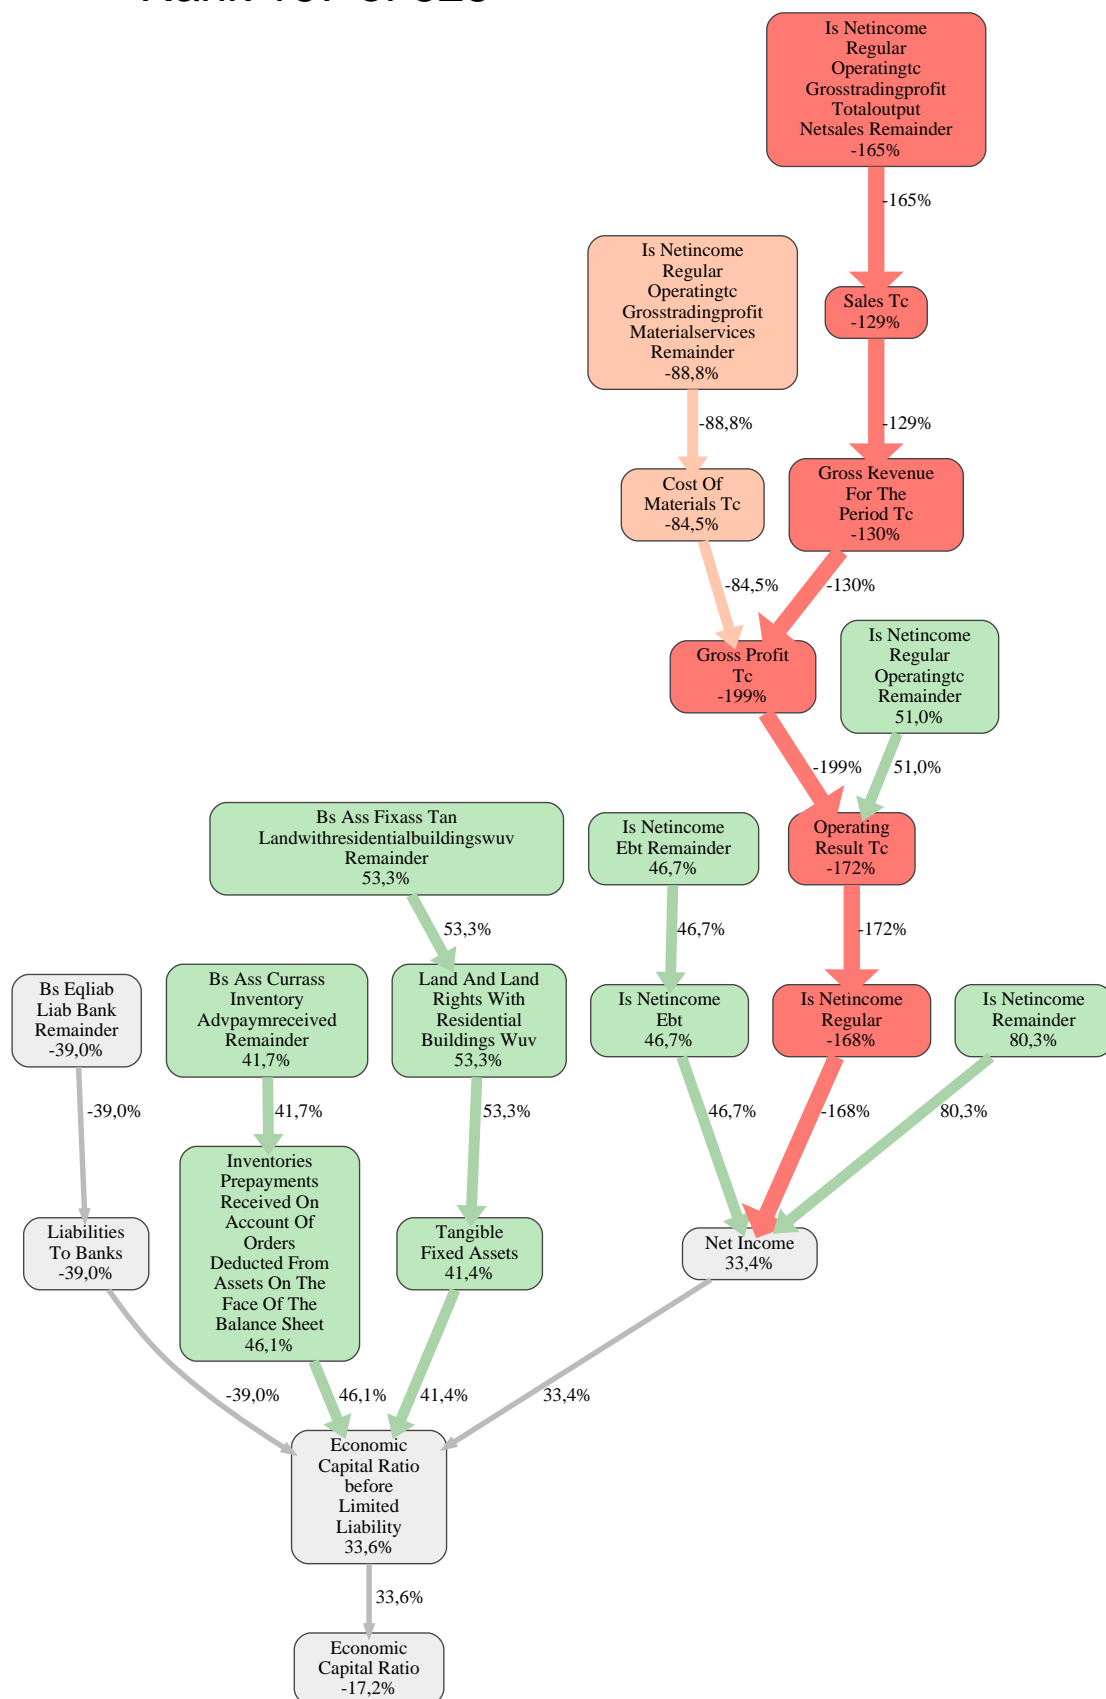 Is Netincome
Regular
Operatingtc
Grosstradingprofit
Totaloutput
Netsales Remainder
-165%
-165%
Is Netincome
Regular
Operatingtc
Grosstradingprofit
Materialservices
Remainder
-88,8%
Sales Tc
-129%
-88,8%
-129%
Cost Of
Materials Tc
-84,5%
Gross Revenue
For The
Period Tc
-130%
-84,5%
-130%
Gross Profit
Tc
-199%
Is Netincome
Regular
Operatingtc
Remainder
51,0%
-199%
51,0%
Bs Ass Fixass Tan
Landwithresidentialbuildingswuv
Remainder
53,3%
Is Netincome
Ebt Remainder
46,7%
Operating
Result Tc
-172%
53,3%
46,7%
-172%
Bs Eqliab
Liab Bank
Remainder
-39,0%
Bs Ass Currass
Inventory
Advpaymreceived
Remainder
41,7%
Land And Land
Rights With
Residential
Buildings Wuv
53,3%
Is Netincome
Ebt
46,7%
Is Netincome
Regular
-168%
Is Netincome
Remainder
80,3%
-39,0%
41,7%
53,3%
46,7%
-168%
80,3%
Liabilities
To Banks
-39,0%
Inventories
Prepayments
Received On
Account Of
Orders
Deducted From
Assets On The
Face Of The
Balance Sheet
46,1%
Tangible
Fixed Assets
41,4%
Net Income
33,4%
-39,0%
46,1%
41,4%
33,4%
Economic
Capital Ratio
before
Limited
Liability
33,6%
33,6%
Economic
Capital Ratio
-17,2%